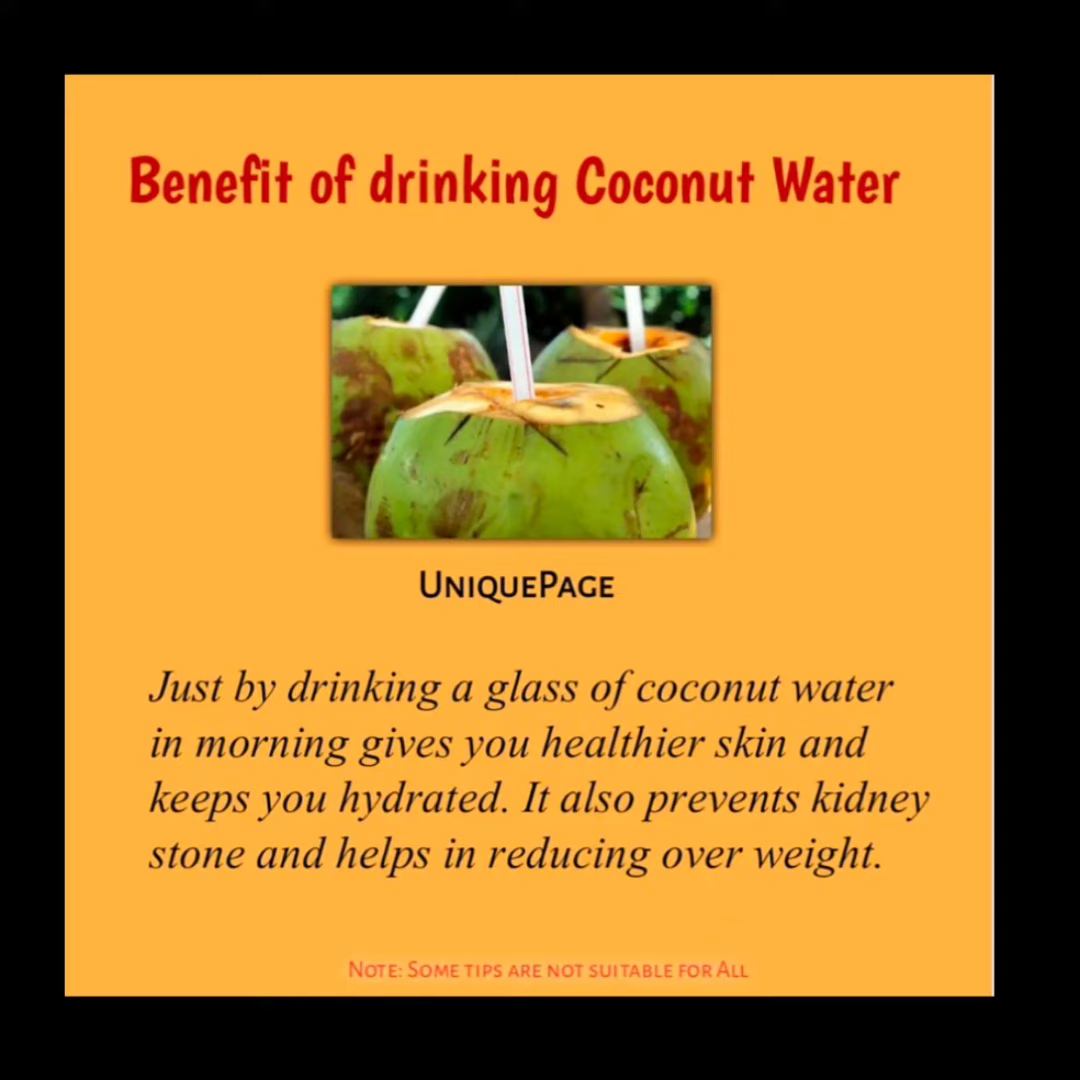 Benefit of drinking Coconut Water
UniquePage
Just by drinking a glass of coconut water
in morning gives you healthier skin and
keeps you hydrated. It also prevents kidney
stone and helps in reducing over weight.
Note: Some tips are not suitable for All